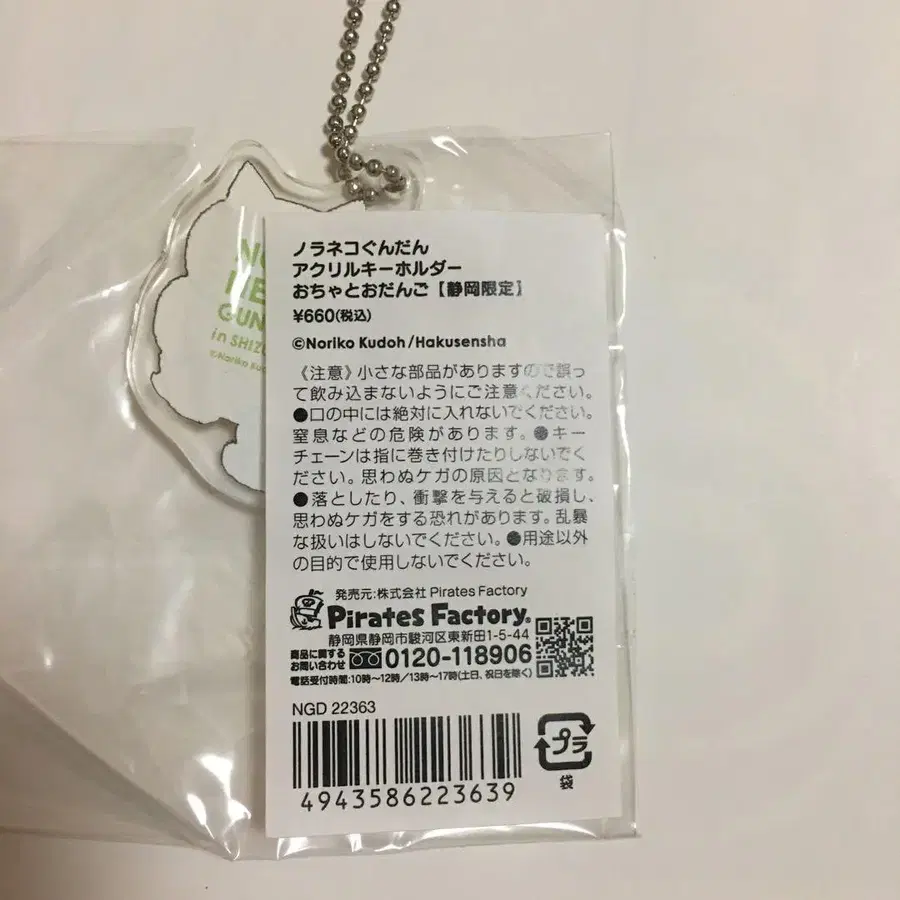 ノラネコぐんだん
アクリルキーホルダー
おちゃとおだんご【静岡限定】
¥660(税込)
©Noriko Kudoh/Hakusensha
《注意》小さな部品がありますので誤っ
て飲み込まないようにご注意ください。
●口の中には絶対に入れないでください。
窒息などの危険があります。●キー
チェーンは指に巻き付けたりしないでく
ださい。思わぬケガの原因となります。
●落としたり、衝撃を与えると破損し、
思わぬケガをする恐れがあります。乱暴
な扱いはしないでください。●用途以外
の目的で使用しないでください。
発売元:株式会社 Pirates Factory
Pirates Factory®
静岡県静岡市駿河区東新田1-5-44
商品に関する
お問い合わせ
0120-118906
電話受付時間:10時〜12時/13時〜17時(土日、祝日を除く)
NGD 22363
4943586223639
プラ
袋
GUN
in SHIZU
©Noriko Kud